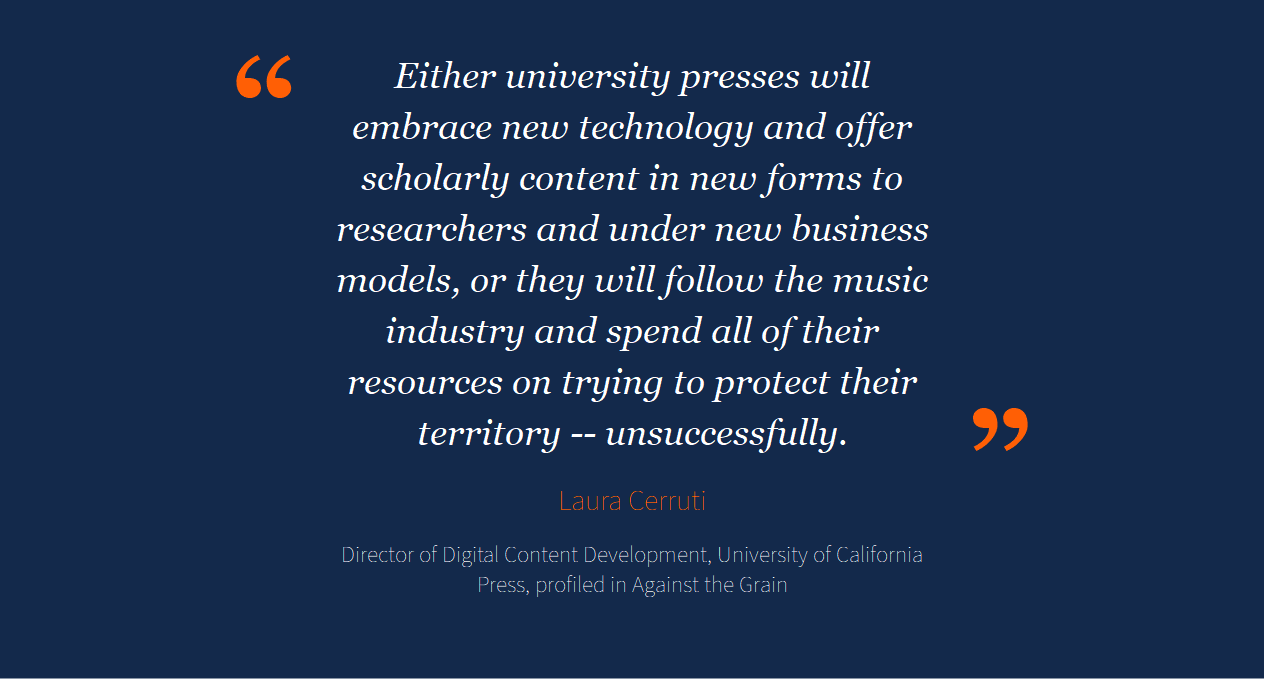 “ Either university presses will
embrace new technology and offer
scholarly content in new forms to
researchers and under new business
models, or they will follow the music
industry and spend all of their
resources on trying to protect their
territory -- unsuccessfully. ”
Laura Cerruti
Director of Digital Content Development, University of California
Press, profiled in Against the Grain